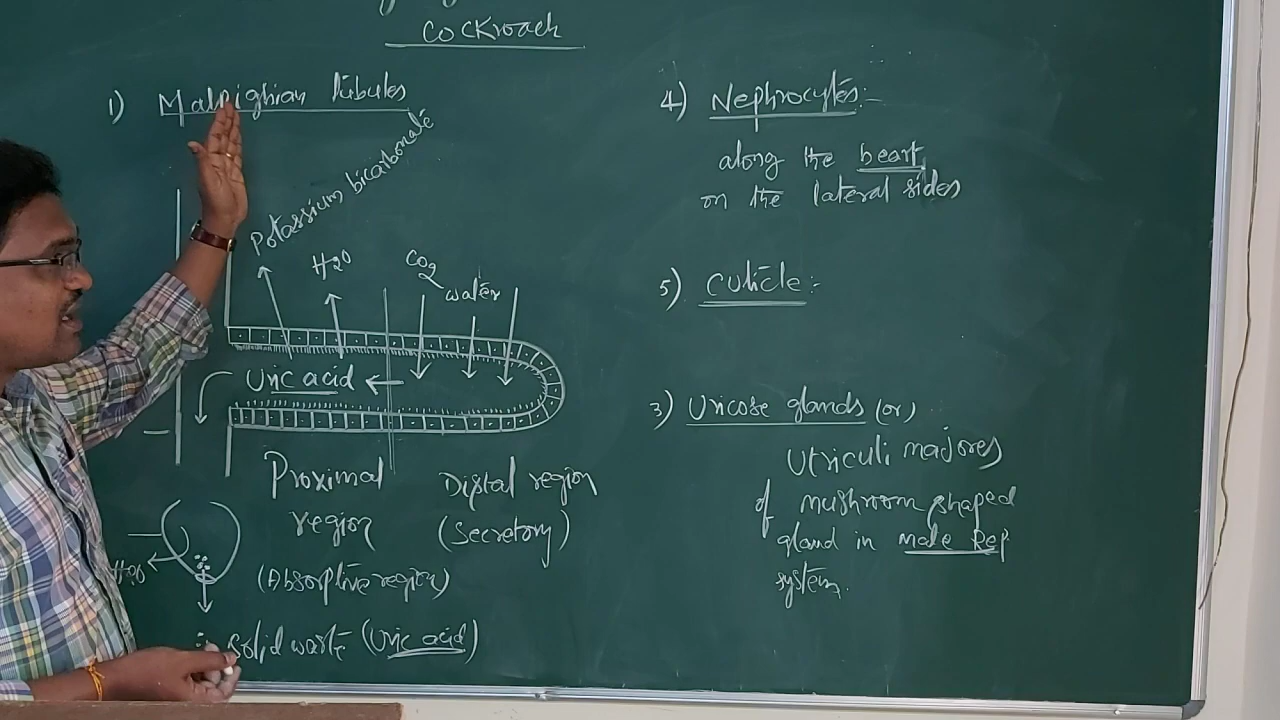 Cockroach
1) Malpighian tubules
Potassium bicarbonate
H2O
CO2
water
Uric acid
Proximal
region
(Absorptive region)
Distal region
(Secretory)
H2O
solid waste (Uric acid)
4) Nephrocytes:-
along the heart
on the lateral sides
5) Cuticle:-
3) Uricose glands (or)
Utriculi majores
of mushroom shaped
gland in male Rep
system.